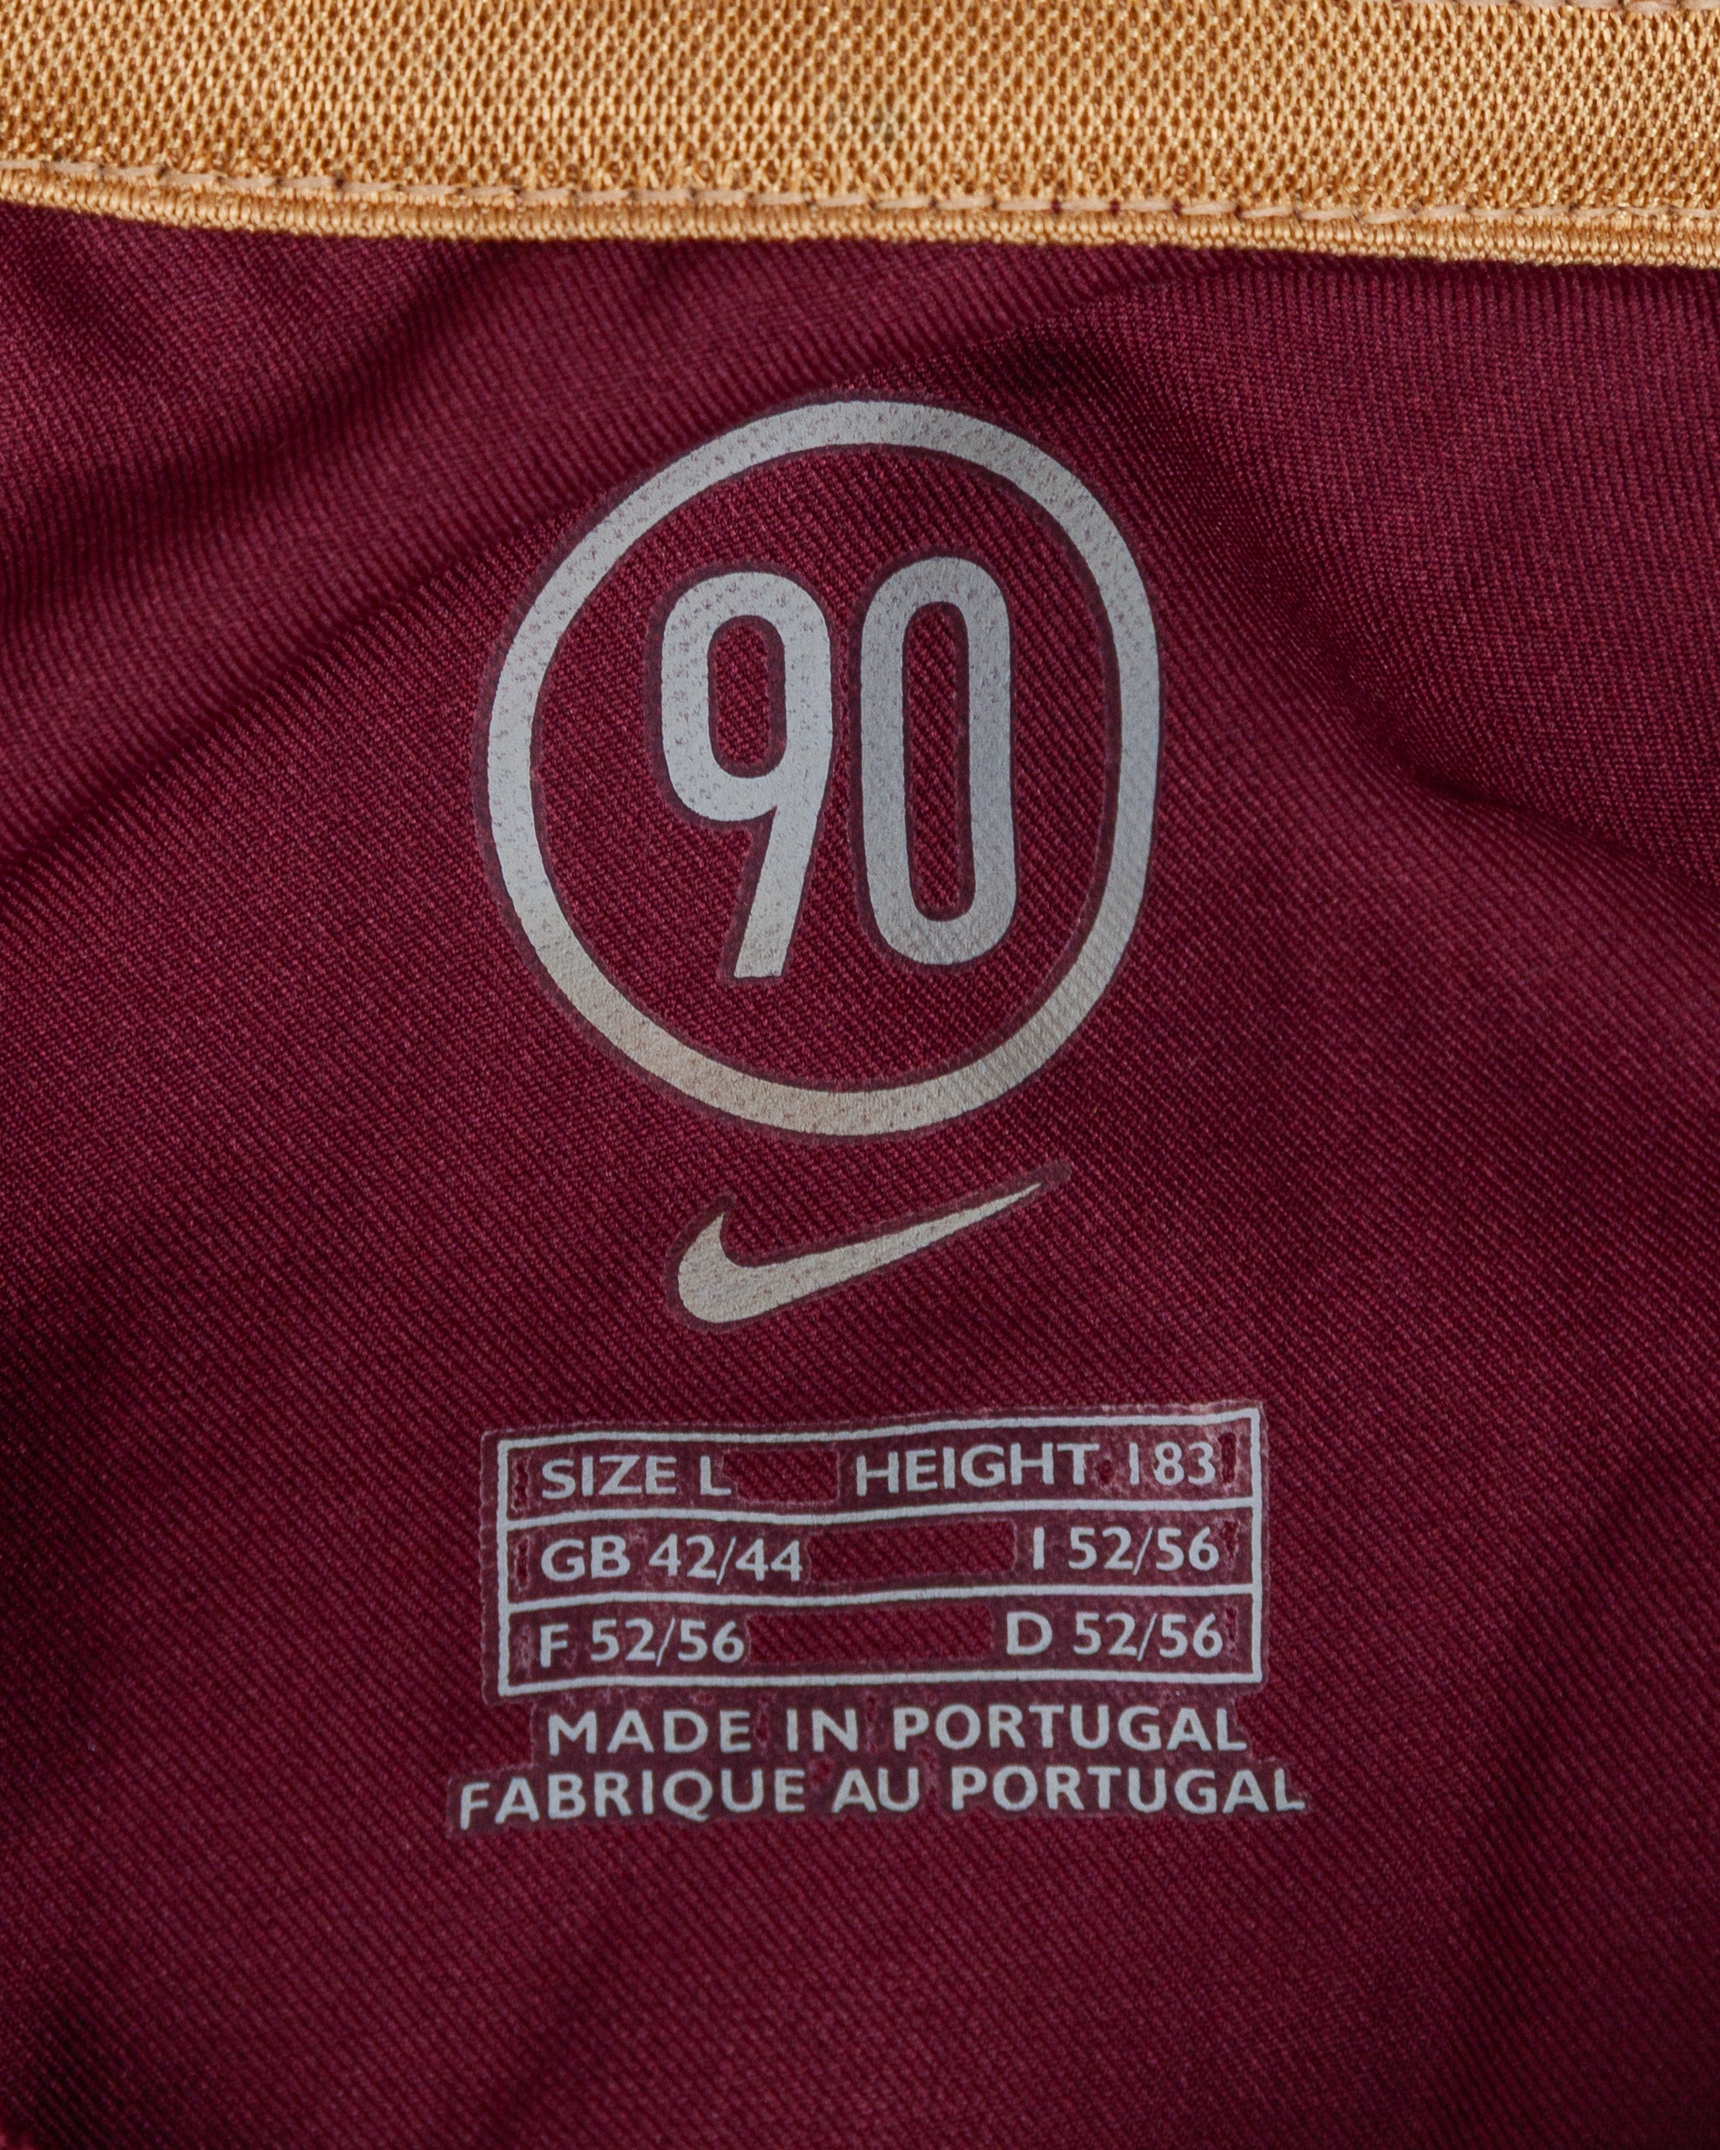 90
SIZE L HEIGHT 183
GB 42/44 I 52/56
F 52/56 D 52/56
MADE IN PORTUGAL
FABRIQUE AU PORTUGAL